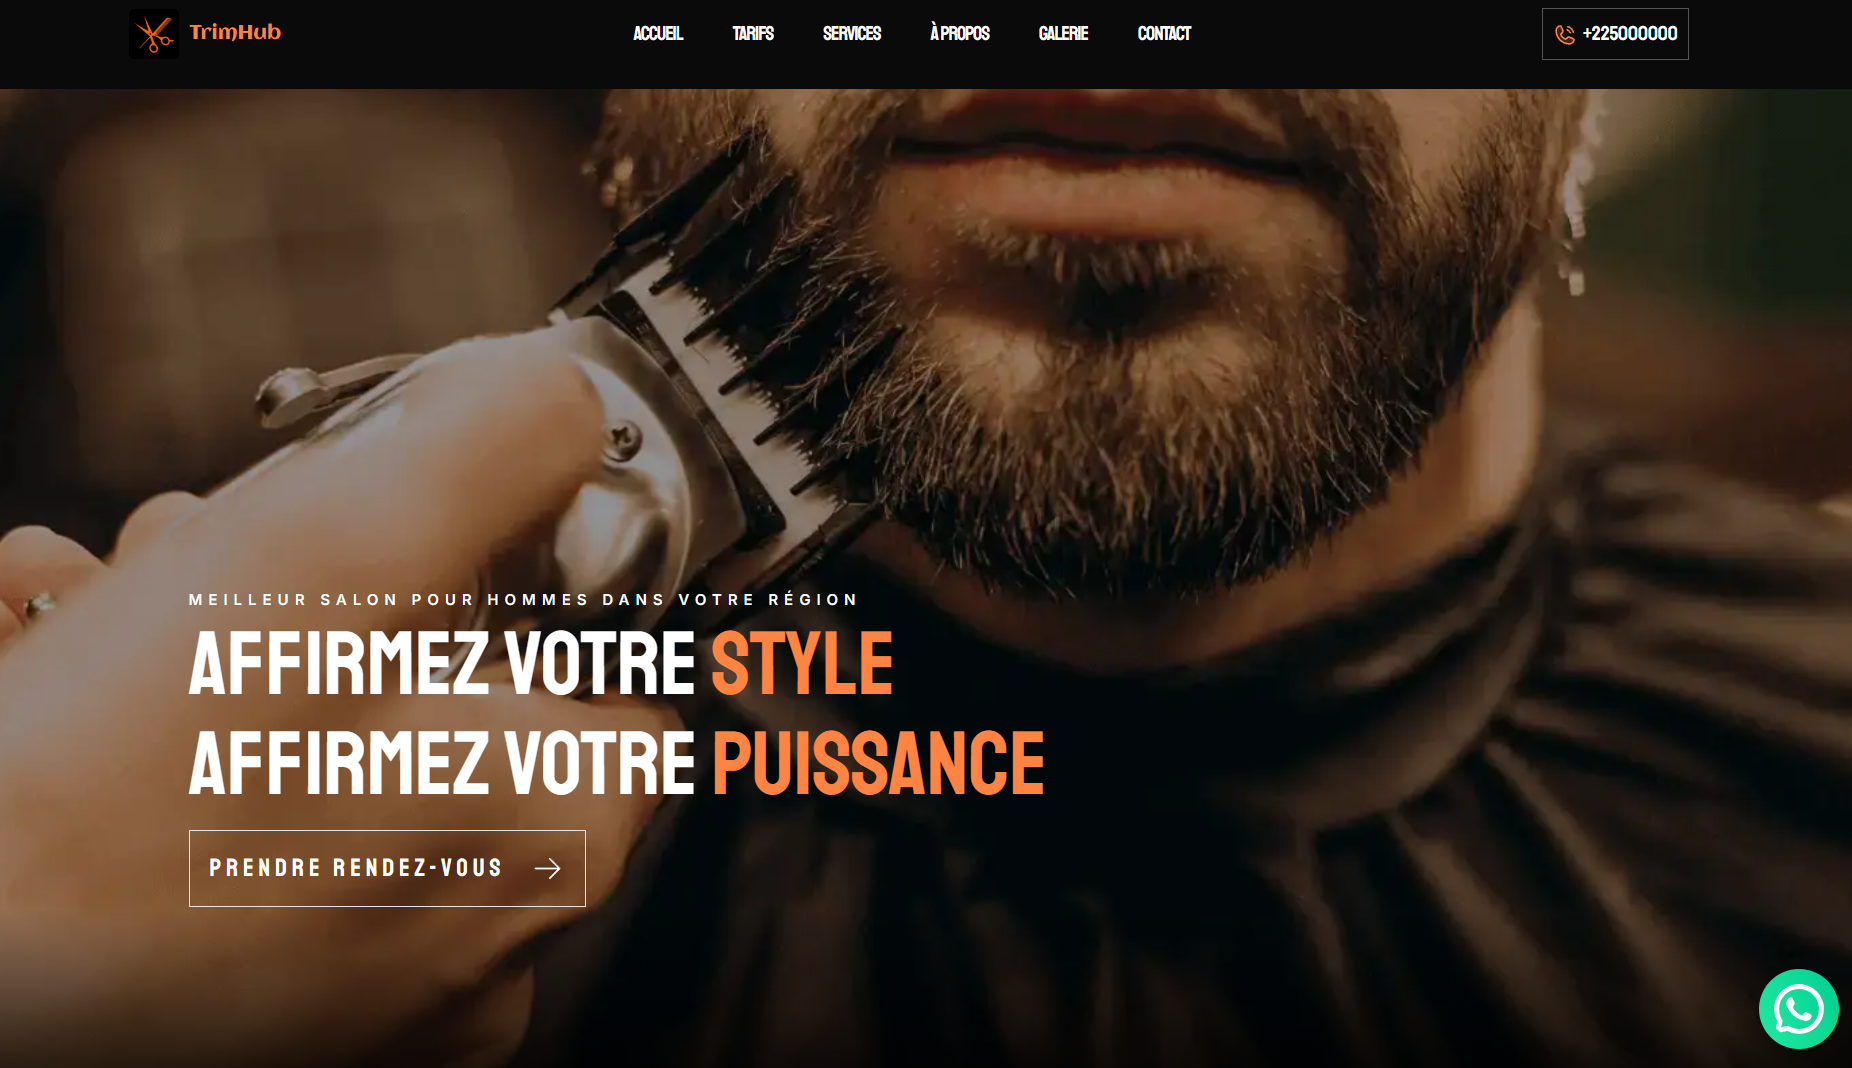 TrimHub
ACCUEIL TARIFS SERVICES À PROPOS GALERIE CONTACT
+225000000
MEILLEUR SALON POUR HOMMES DANS VOTRE RÉGION
AFFIRMEZ VOTRE STYLE
AFFIRMEZ VOTRE PUISSANCE
PRENDRE RENDEZ-VOUS